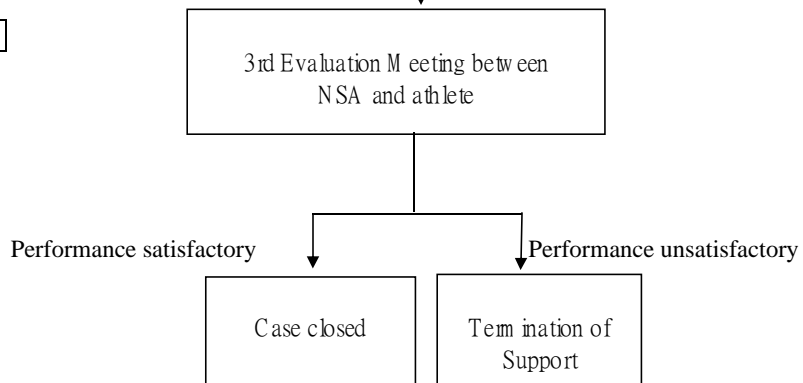 3rd Evaluation Meeting between
NSA and athlete
Performance satisfactory
Performance unsatisfactory
Case closed
Termination of
Support